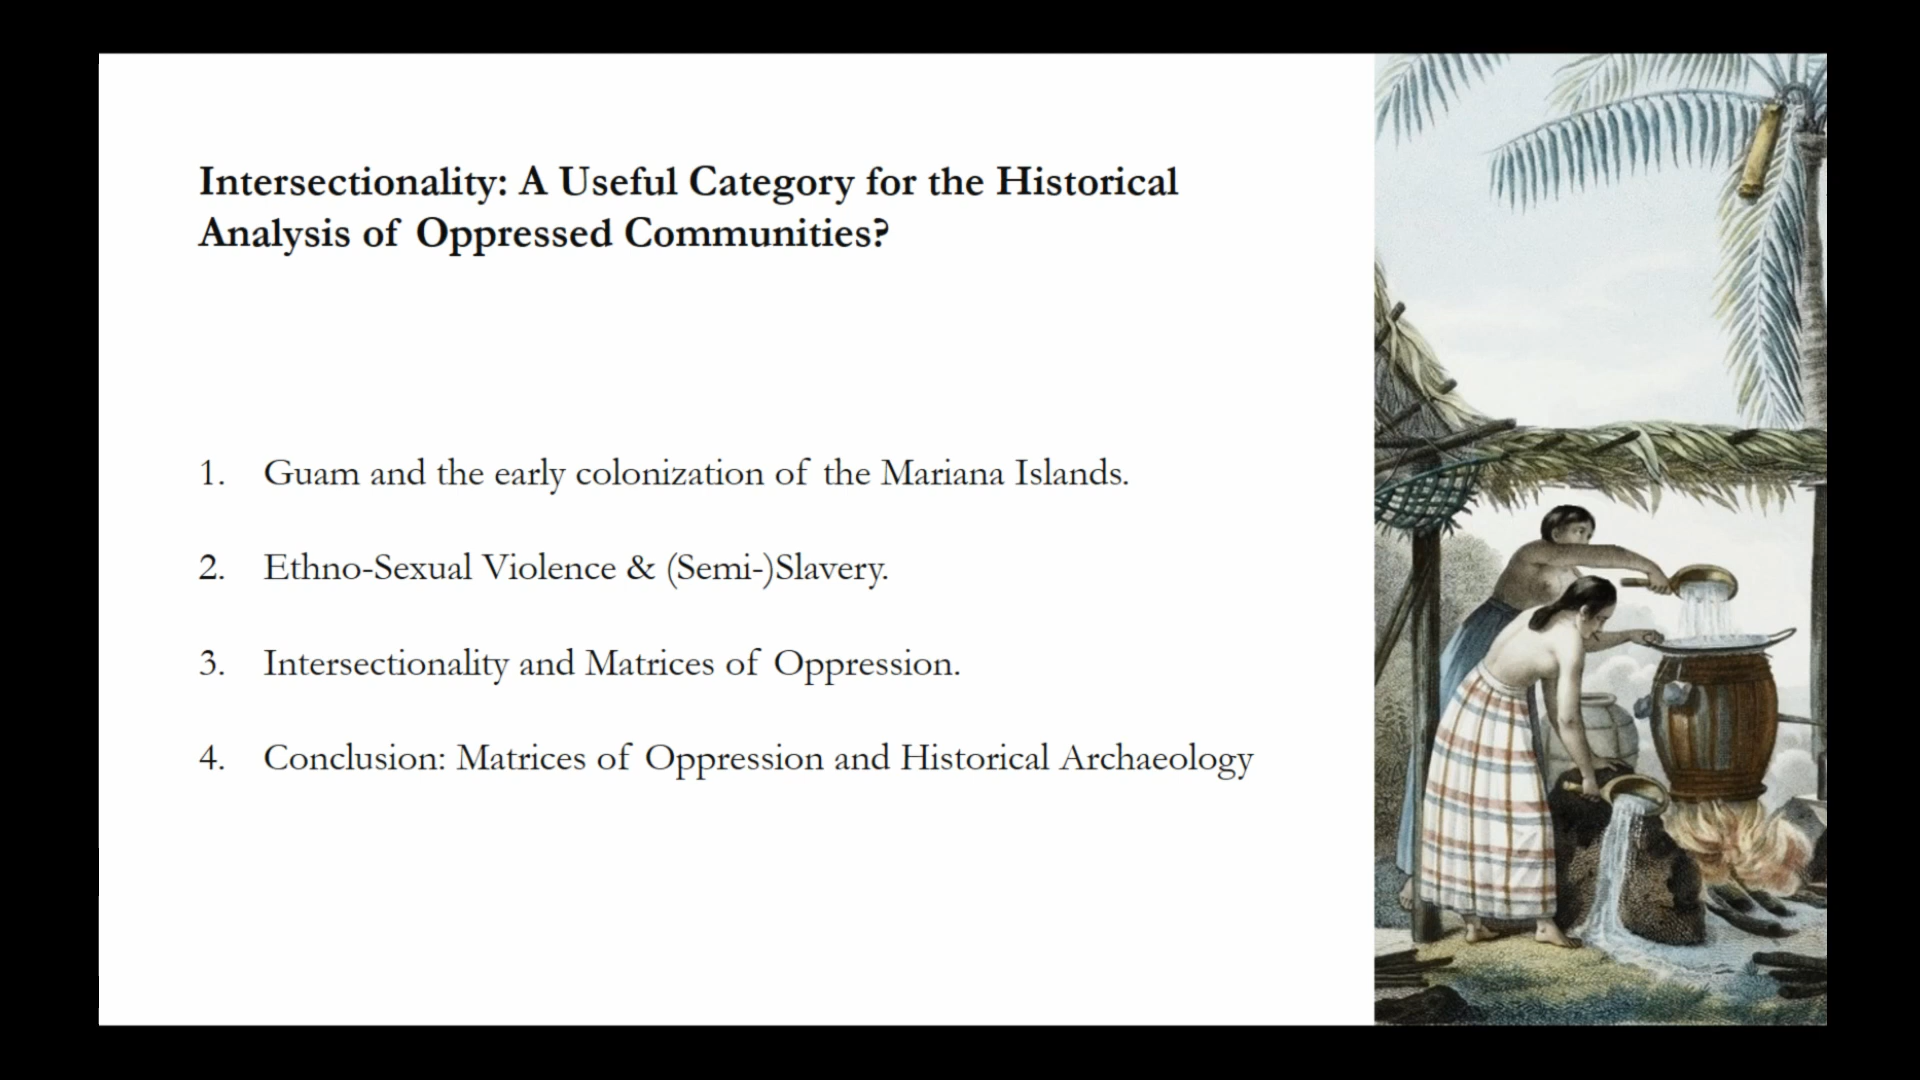 Intersectionality: A Useful Category for the Historical
Analysis of Oppressed Communities?
1. Guam and the early colonization of the Mariana Islands.
2. Ethno-Sexual Violence & (Semi-)Slavery.
3. Intersectionality and Matrices of Oppression.
4. Conclusion: Matrices of Oppression and Historical Archaeology